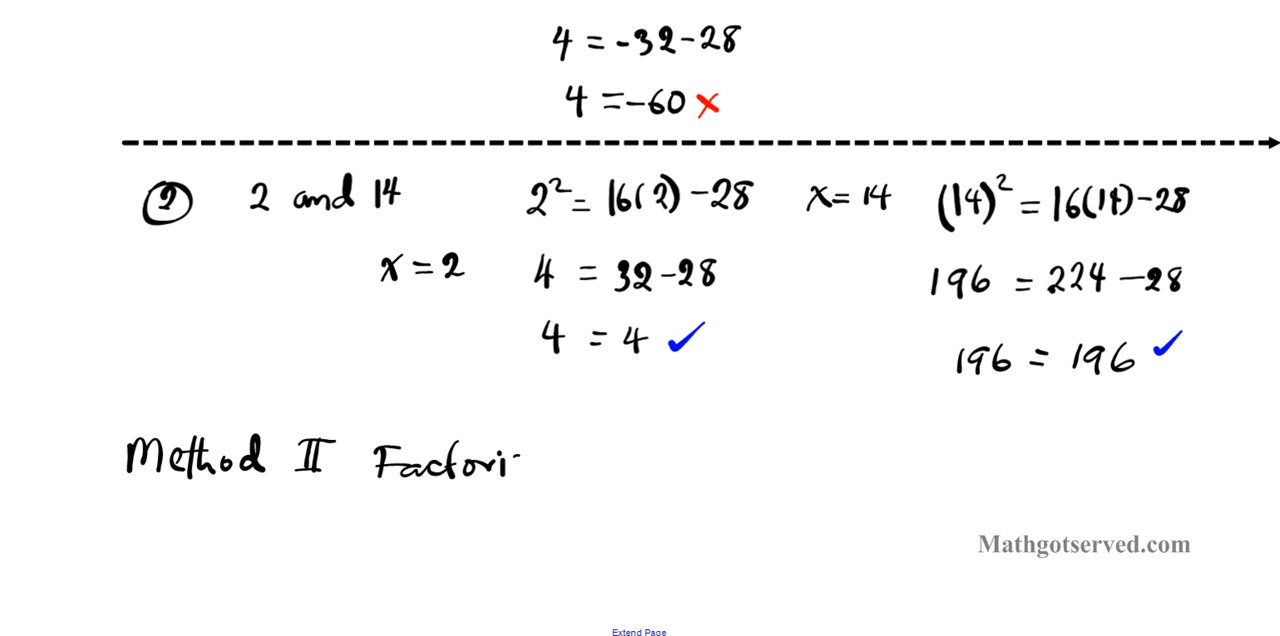 4 = -32-28
4 =-60 ×
② 2 and 14 2² = 16(2) -28 x= 14 (14)² = 16(14)-28
x = 2 4 = 32-28 196 = 224 -28
4 = 4 ✓ 196 = 196 ✓
Method II Factori
Mathgotserved.com
Extend Page